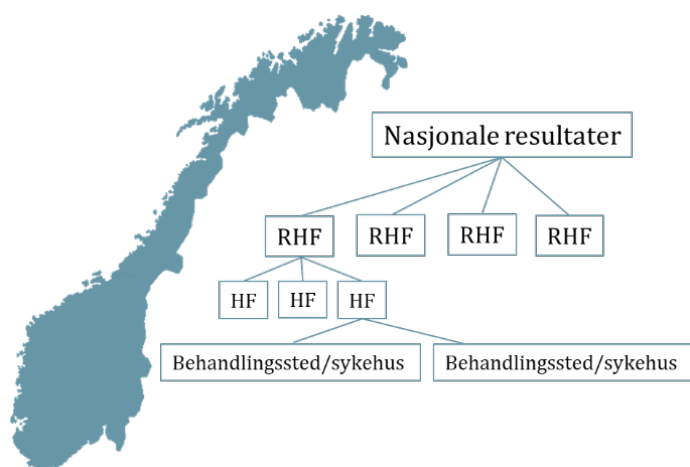 Nasjonale resultater
RHF RHF RHF RHF
HF HF HF
Behandlingssted/sykehus Behandlingssted/sykehus